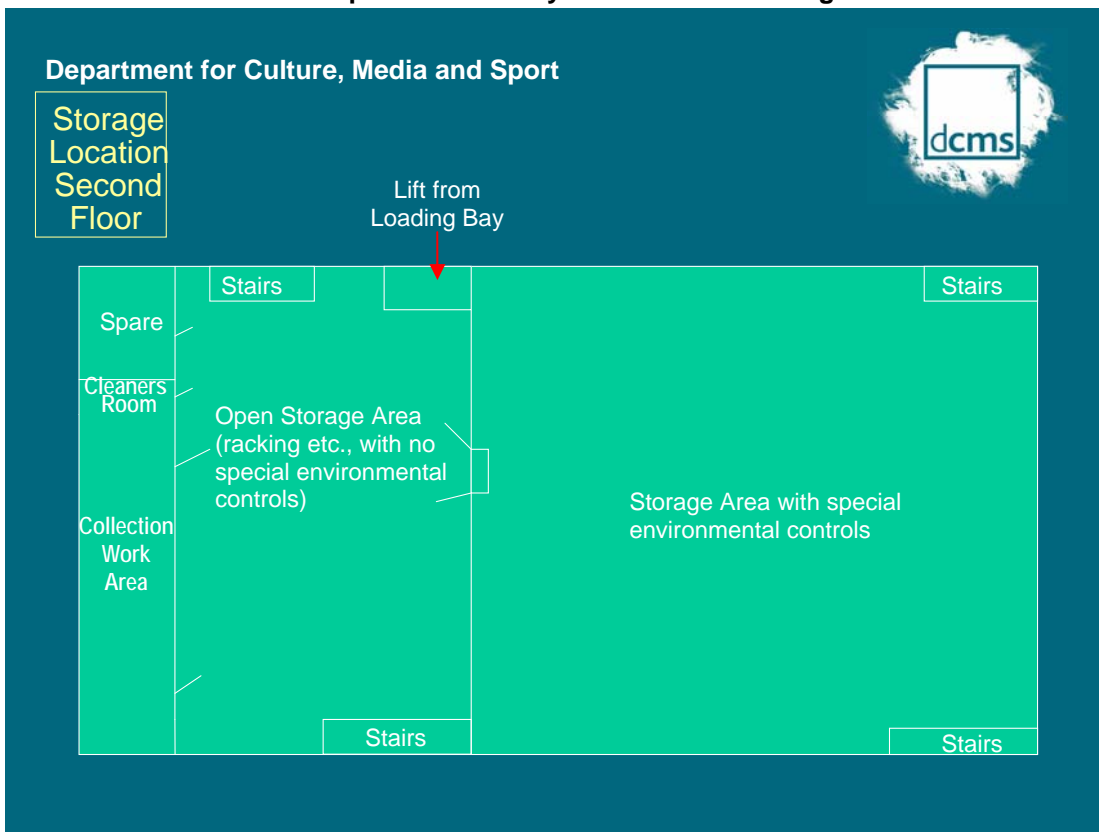 Department for Culture, Media and Sport
Storage
Location
Second
Floor
dcms
Lift from
Loading Bay
Stairs
Stairs
Spare
Cleaners
Room
Open Storage Area
(racking etc., with no
special environmental
controls)
Storage Area with special
environmental controls
Collection
Work
Area
Stairs
Stairs